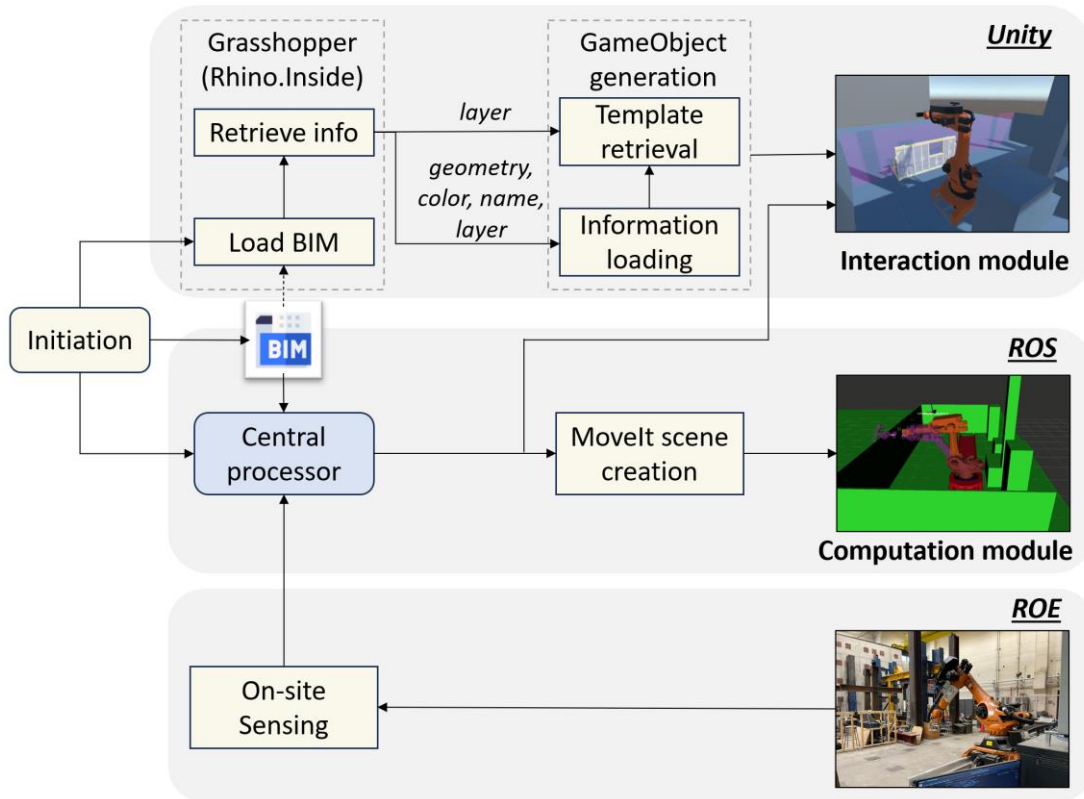 Unity
Grasshopper
(Rhino.Inside)
GameObject
generation
Retrieve info
layer
Template
retrieval
geometry,
color, name,
layer
Load BIM
Information
loading
Interaction module
Initiation
BIM
ROS
Central
processor
MoveIt scene
creation
Computation module
ROE
On-site
Sensing